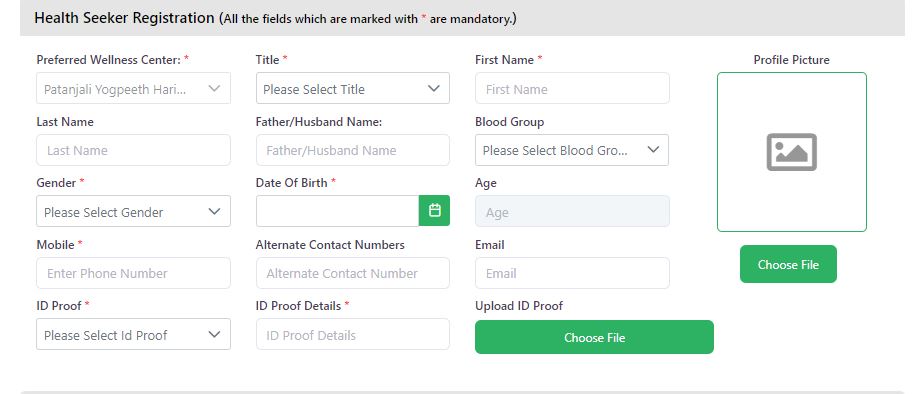 Health Seeker Registration (All the fields which are marked with * are mandatory.)
Preferred Wellness Center: * Title * First Name * Profile Picture
Patanjali Yogpeeth Hari... Please Select Title First Name
Last Name Father/Husband Name: Blood Group
Last Name Father/Husband Name Please Select Blood Gro...
Gender * Date Of Birth * Age
Please Select Gender Age
Mobile * Alternate Contact Numbers Email
Enter Phone Number Alternate Contact Number Email Choose File
ID Proof * ID Proof Details * Upload ID Proof
Please Select Id Proof ID Proof Details Choose File